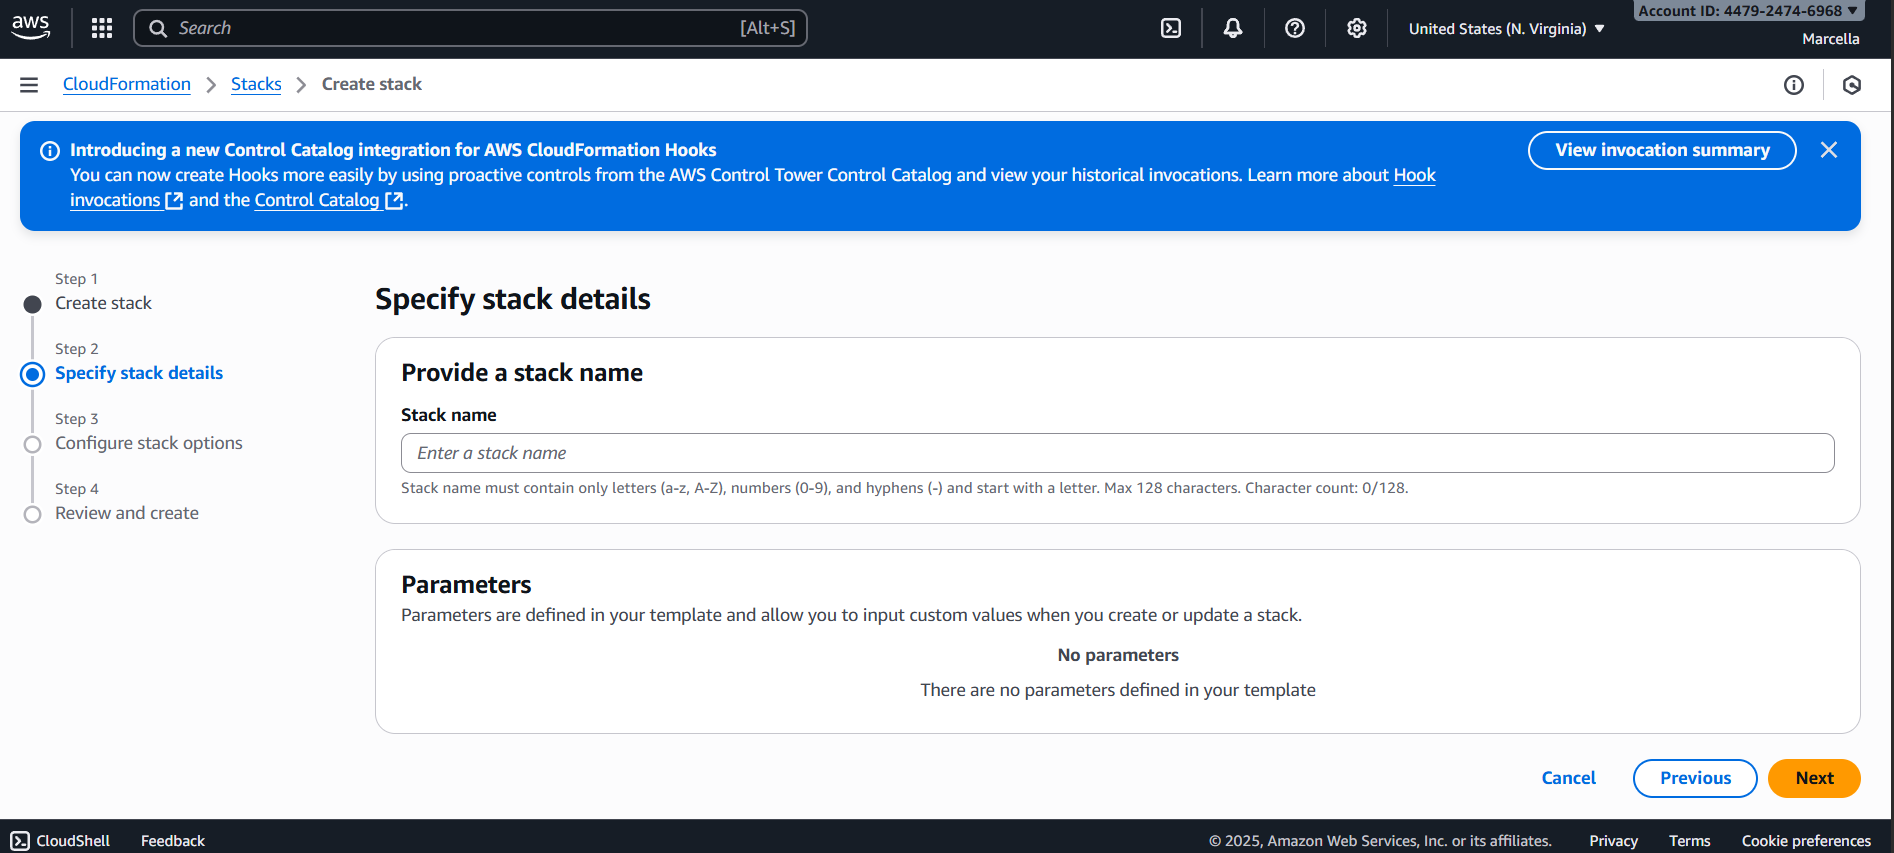 aws
Search [Alt+S]
United States (N. Virginia)
Account ID: 4479-2474-6968
Marcella
CloudFormation Stacks Create stack
Introducing a new Control Catalog integration for AWS CloudFormation Hooks
You can now create Hooks more easily by using proactive controls from the AWS Control Tower Control Catalog and view your historical invocations. Learn more about Hook
invocations and the Control Catalog .
View invocation summary
Step 1
Create stack
Step 2
Specify stack details
Step 3
Configure stack options
Step 4
Review and create
Specify stack details
Provide a stack name
Stack name
Enter a stack name
Stack name must contain only letters (a-z, A-Z), numbers (0-9), and hyphens (-) and start with a letter. Max 128 characters. Character count: 0/128.
Parameters
Parameters are defined in your template and allow you to input custom values when you create or update a stack.
No parameters
There are no parameters defined in your template
Cancel Previous Next
CloudShell Feedback © 2025, Amazon Web Services, Inc. or its affiliates. Privacy Terms Cookie preferences